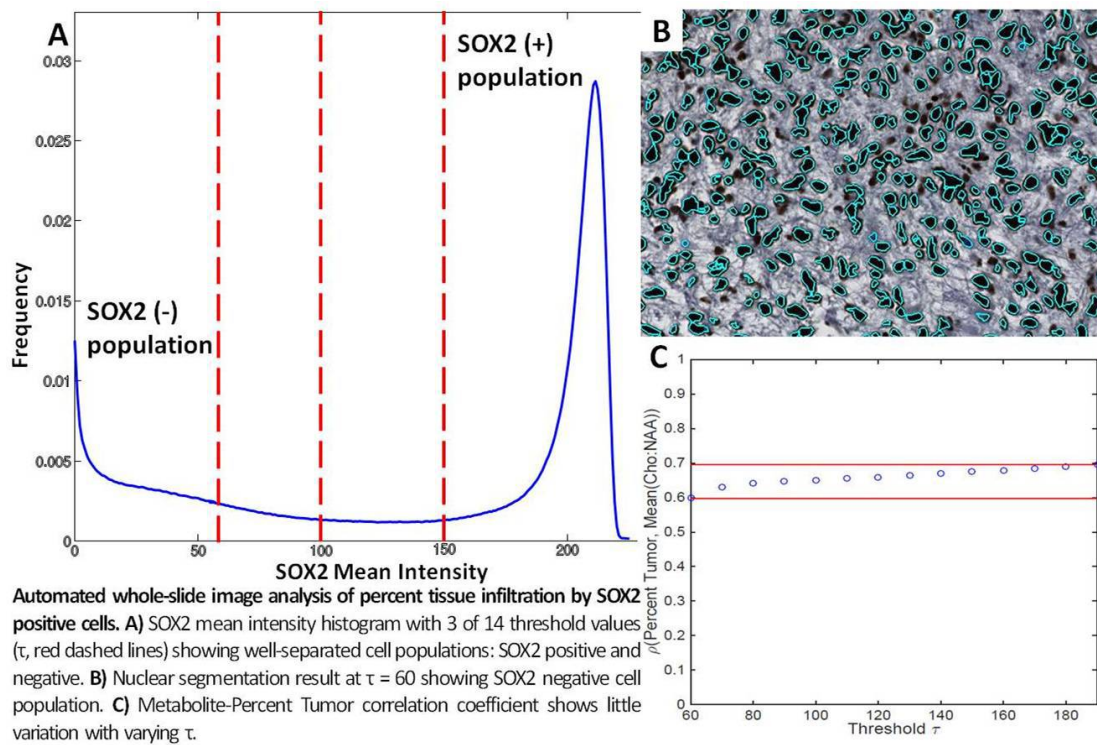 A
SOX2 (+)
population
SOX2 (-)
population
Frequency
0.03
0.025
0.02
0.015
0.01
0.005
0
0
50
100
150
200
SOX2 Mean Intensity
B
C
ρ(Percent Tumor, Mean(Cho:NAA))
1
0.9
0.8
0.7
0.6
0.5
0.4
0.3
0.2
0.1
0
60
80
100
120
140
160
180
Threshold τ
Automated whole-slide image analysis of percent tissue infiltration by SOX2
positive cells. A) SOX2 mean intensity histogram with 3 of 14 threshold values
(τ, red dashed lines) showing well-separated cell populations: SOX2 positive and
negative. B) Nuclear segmentation result at τ = 60 showing SOX2 negative cell
population. C) Metabolite-Percent Tumor correlation coefficient shows little
variation with varying τ.